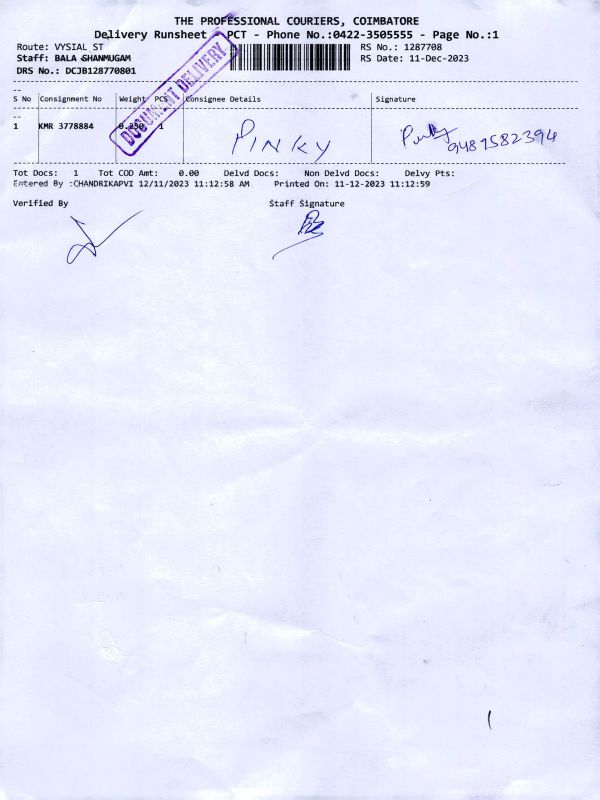 THE PROFESSIONAL COURIERS, COIMBATORE
Delivery Runsheet - PCT - Phone No.:0422-3505555 - Page No.:1
Route: VYSIAL ST RS No.: 1287708
Staff: BALA SHANMUGAM RS Date: 11-Dec-2023
DRS No.: DCJB128770801
DOCUMENT DELIVERY
S No Consignment No Weight PCS Consignee Details Signature
1 KMR 3778884 0.250 1 PINKY Pinky
9487582394
Tot Docs: 1 Tot COD Amt: 0.00 Delvd Docs: Non Delvd Docs: Delvy Pts:
Entered By :CHANDRIKAPVI 12/11/2023 11:12:58 AM Printed On: 11-12-2023 11:12:59
Verified By Staff Signature